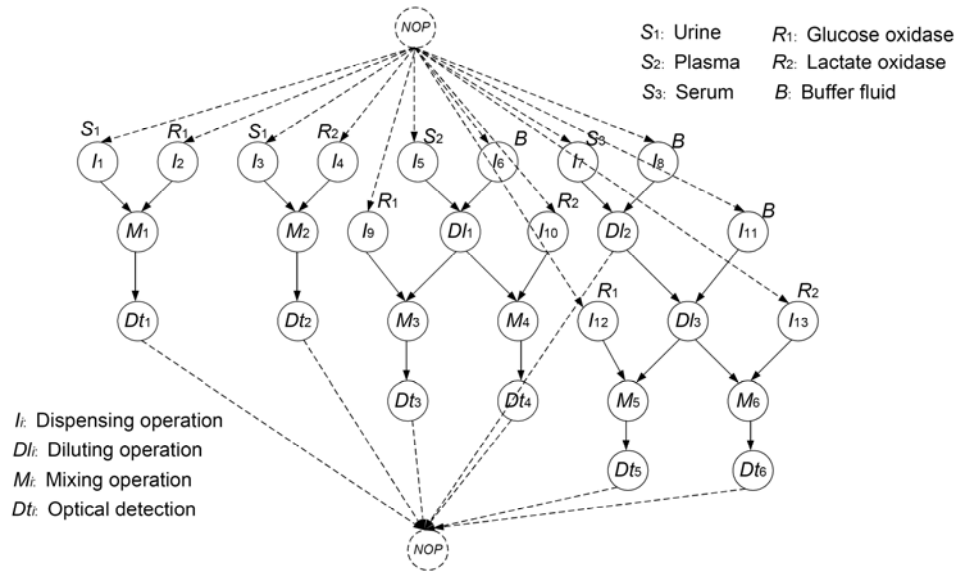 NOP
S1: Urine R1: Glucose oxidase
S2: Plasma R2: Lactate oxidase
S3: Serum B: Buffer fluid
S1 R1 S1 R2 S2 B S3 B
I1 I2 I3 I4 I5 I6 I7 I8
R1 R2 B
M1 M2 I9 Dl1 I10 Dl2 I11
R1 R2
Dt1 Dt2 M3 M4 I12 Dl3 I13
Dt3 Dt4 M5 M6
Ii: Dispensing operation
Dli: Diluting operation
Dt5 Dt6
Mi: Mixing operation
Dti: Optical detection
NOP